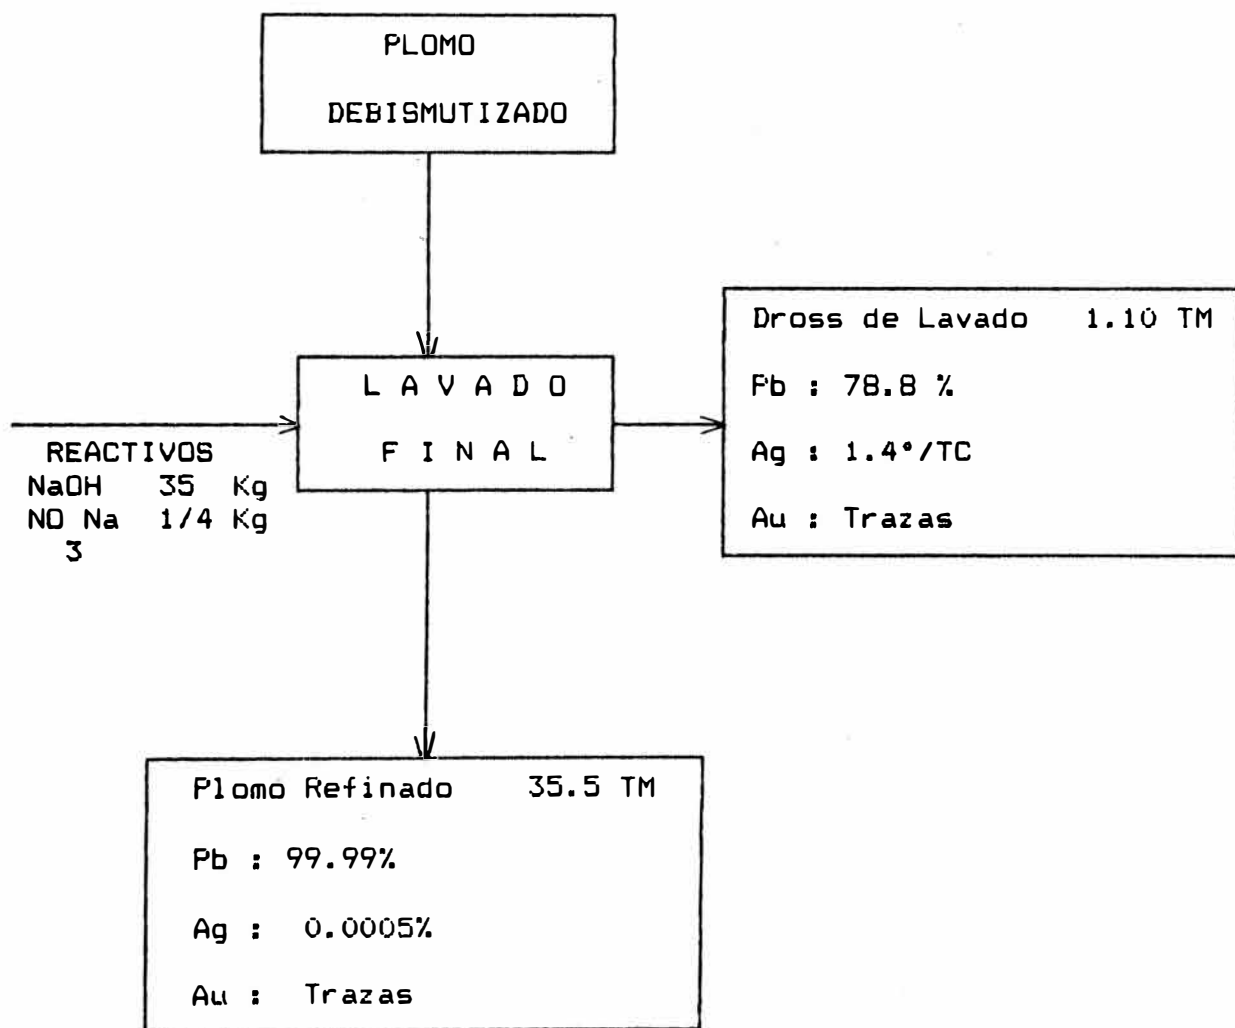 PLOMO
DEBISMUTIZADO
L A V A D O
F I N A L
REACTIVOS
NaOH 35 Kg
NO Na 1/4 Kg
3
Dross de Lavado 1.10 TM
Pb : 78.8 %
Ag : 1.4°/TC
Au : Trazas
Plomo Refinado 35.5 TM
Pb : 99.99%
Ag : 0.0005%
Au : Trazas